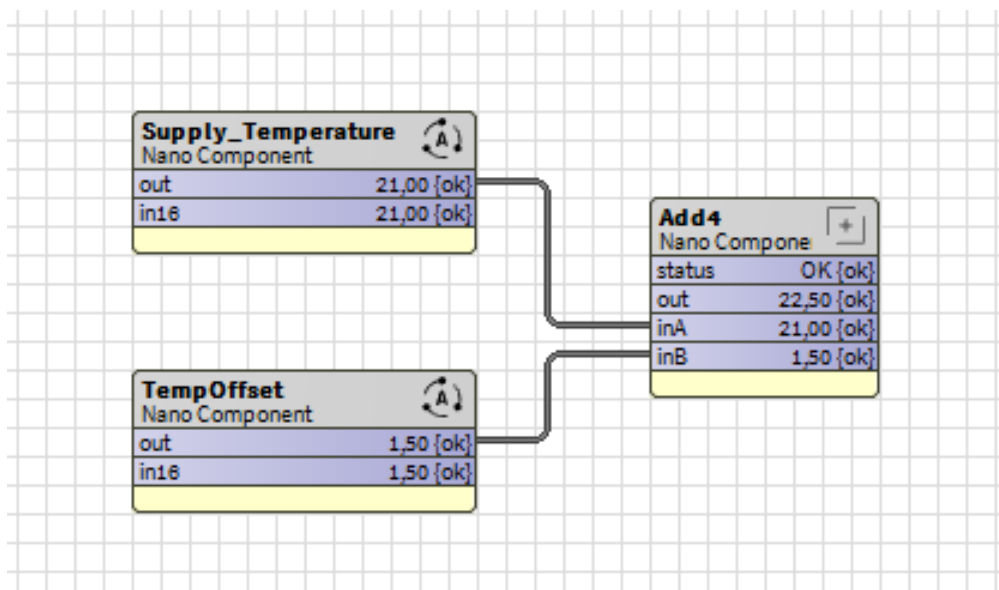 Supply_Temperature
Nano Component
out 21,00 {ok}
in16 21,00 {ok}
TempOffset
Nano Component
out 1,50 {ok}
in16 1,50 {ok}
Add4
Nano Compone
status OK {ok}
out 22,50 {ok}
inA 21,00 {ok}
inB 1,50 {ok}